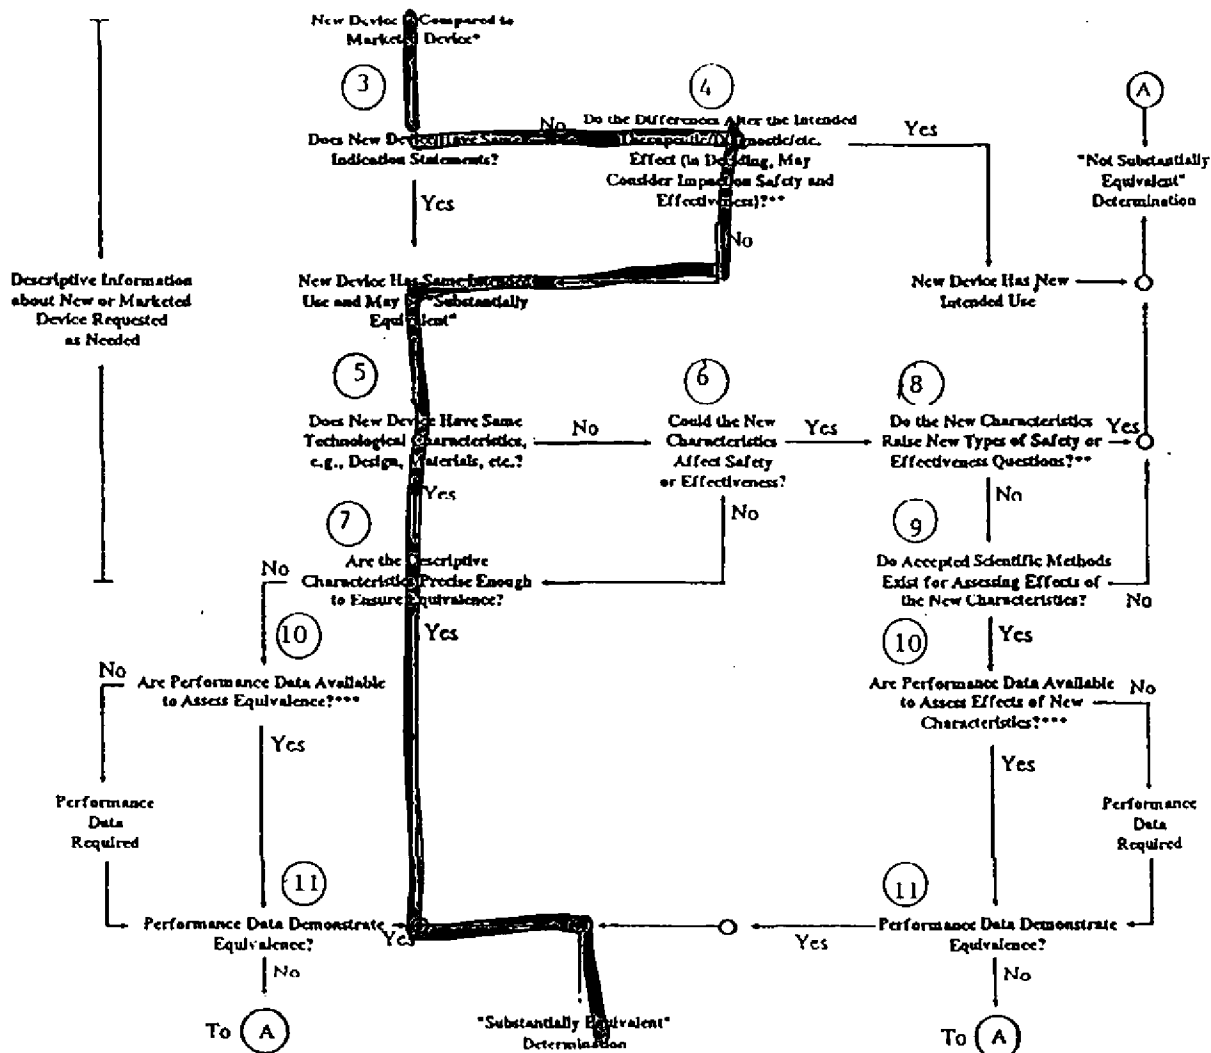 New Device Compared to
Marketed Device*
3
4
A
Does New Device Have Same
Indication Statements?
No
Do the Differences Alter the Intended
Therapeutic/Diagnostic/etc.
Effect (in Deciding, May
Consider Impact on Safety and
Effectiveness)?**
Yes
"Not Substantially
Equivalent"
Determination
Yes
No
Descriptive Information
about New or Marketed
Device Requested
as Needed
New Device Has Same Intended
Use and May "Substantially
Equivalent"
New Device Has New
Intended Use
5
6
8
Does New Device Have Same
Technological Characteristics,
e.g., Design, Materials, etc.?
No
Could the New
Characteristics
Affect Safety
or Effectiveness?
Yes
Do the New Characteristics
Raise New Types of Safety or
Effectiveness Questions?**
Yes
Yes
No
No
7
9
No
Are the Descriptive
Characteristics Precise Enough
to Ensure Equivalence?
Do Accepted Scientific Methods
Exist for Assessing Effects of
the New Characteristics?
No
10
Yes
10
Yes
No
Are Performance Data Available
to Assess Equivalence?***
Are Performance Data Available
to Assess Effects of New
Characteristics?***
No
Yes
Yes
Performance
Data
Required
Performance
Data
Required
11
11
Performance Data Demonstrate
Equivalence?
Yes
Yes
Performance Data Demonstrate
Equivalence?
No
No
To A
"Substantially Equivalent"
Determination
To A